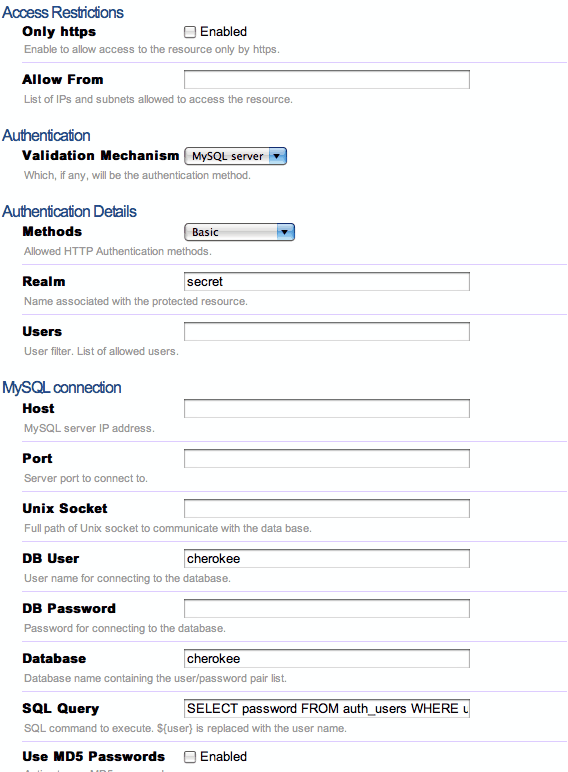 Access Restrictions
Only https Enabled
Enable to allow access to the resource only by https.
Allow From
List of IPs and subnets allowed to access the resource.
Authentication
Validation Mechanism MySQL server
Which, if any, will be the authentication method.
Authentication Details
Methods Basic
Allowed HTTP Authentication methods.
Realm secret
Name associated with the protected resource.
Users
User filter. List of allowed users.
MySQL connection
Host
MySQL server IP address.
Port
Server port to connect to.
Unix Socket
Full path of Unix socket to communicate with the data base.
DB User cherokee
User name for connecting to the database.
DB Password
Password for connecting to the database.
Database cherokee
Database name containing the user/password pair list.
SQL Query SELECT password FROM auth_users WHERE u
SQL command to execute. ${user} is replaced with the user name.
Use MD5 Passwords Enabled